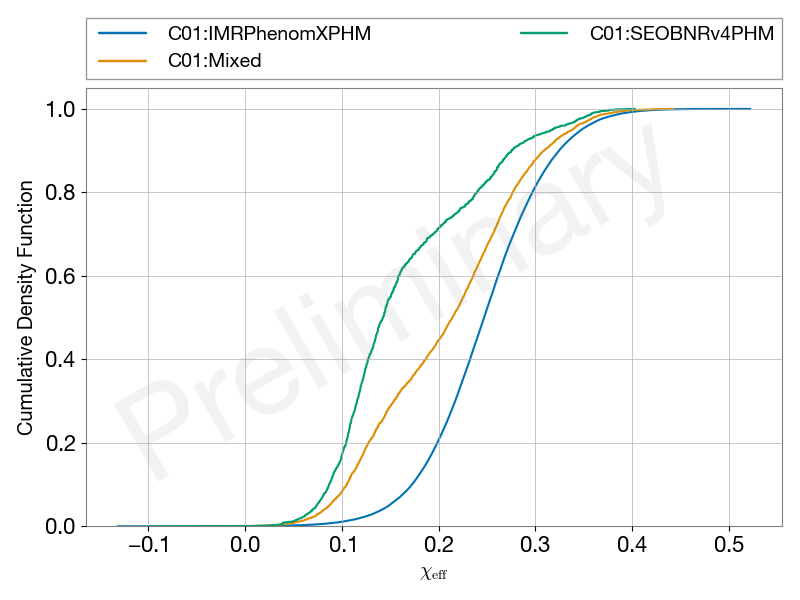 C01:IMRPhenomXPHM
C01:Mixed
C01:SEOBNRv4PHM
Cumulative Density Function
1.0
0.8
0.6
0.4
0.2
0.0
Preliminary
−0.1 0.0 0.1 0.2 0.3 0.4 0.5
χeff